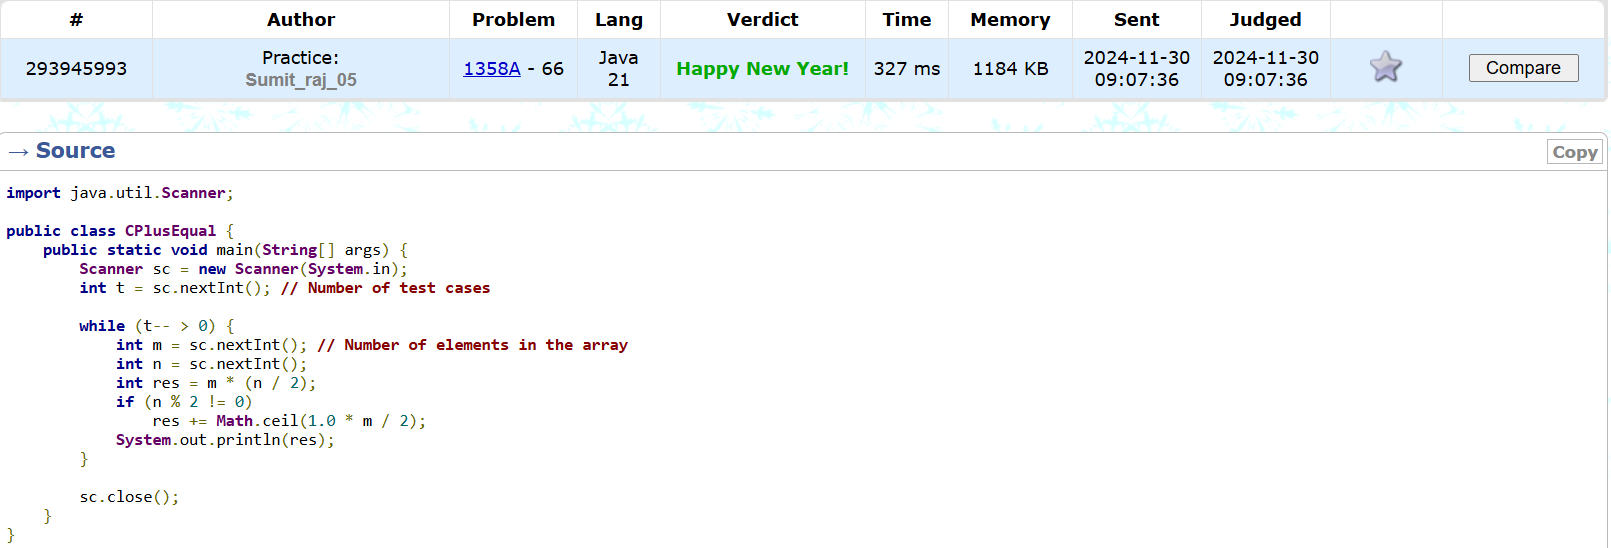 # Author Problem Lang Verdict Time Memory Sent Judged
293945993 Practice: Sumit_raj_05 1358A - 66 Java 21 Happy New Year! 327 ms 1184 KB 2024-11-30 09:07:36 2024-11-30 09:07:36 Compare
→ Source Copy
import java.util.Scanner;
public class CPlusEqual {
    public static void main(String[] args) {
        Scanner sc = new Scanner(System.in);
        int t = sc.nextInt(); // Number of test cases
        while (t-- > 0) {
            int m = sc.nextInt(); // Number of elements in the array
            int n = sc.nextInt();
            int res = m * (n / 2);
            if (n % 2 != 0)
                res += Math.ceil(1.0 * m / 2);
            System.out.println(res);
        }
        sc.close();
    }
}